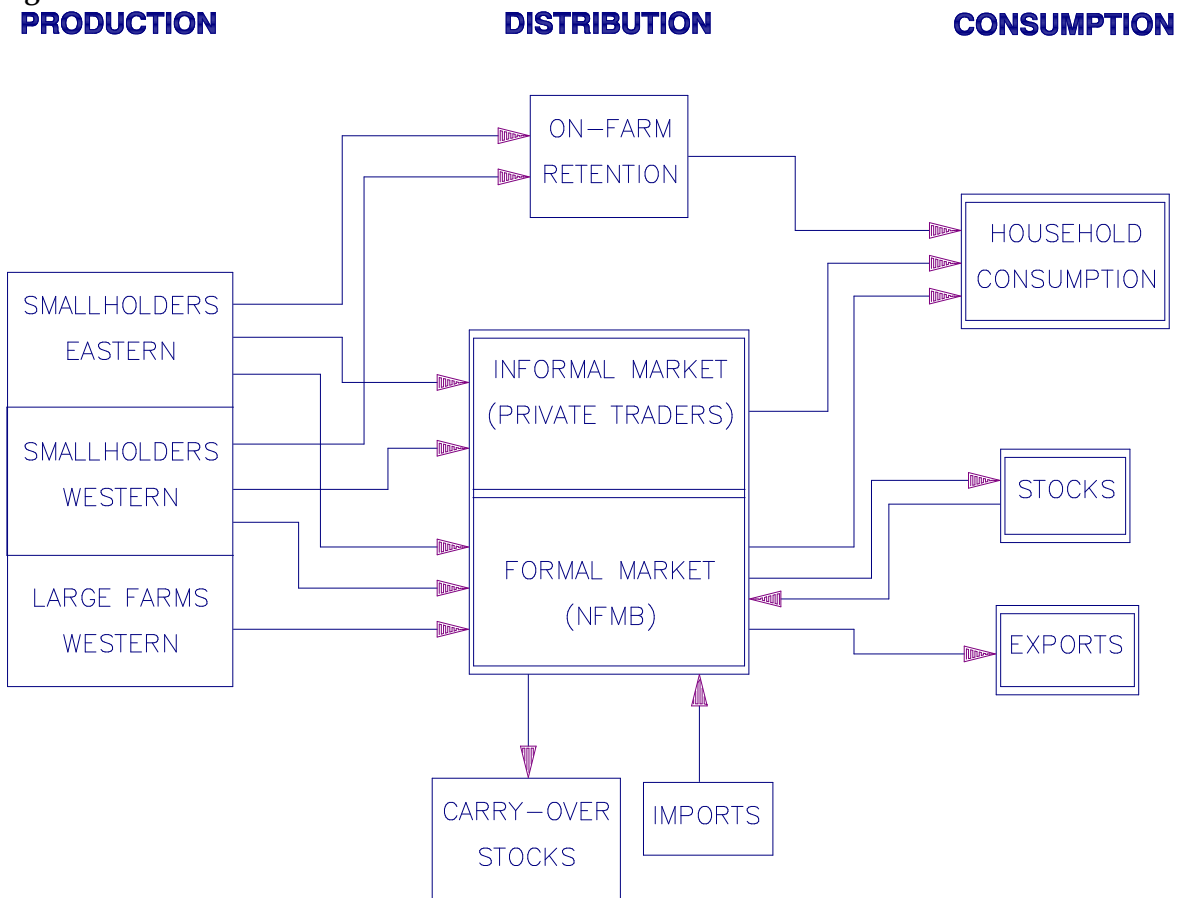 PRODUCTION
DISTRIBUTION
CONSUMPTION
ON-FARM
RETENTION
HOUSEHOLD
CONSUMPTION
SMALLHOLDERS
EASTERN
INFORMAL MARKET
(PRIVATE TRADERS)
SMALLHOLDERS
WESTERN
STOCKS
FORMAL MARKET
(NFMB)
LARGE FARMS
WESTERN
EXPORTS
CARRY-OVER
STOCKS
IMPORTS